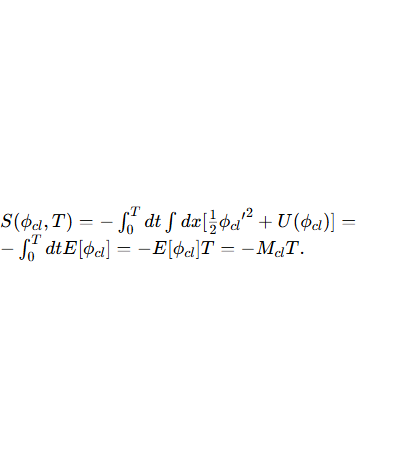 $S(\phi_{cl}, T) = -\int_0^T dt \int dx [\frac{1}{2} {\phi_{cl}}'^2 + U(\phi_{cl})] =$
$-\int_0^T dt E[\phi_{cl}] = -E[\phi_{cl}]T = -M_{cl}T.$